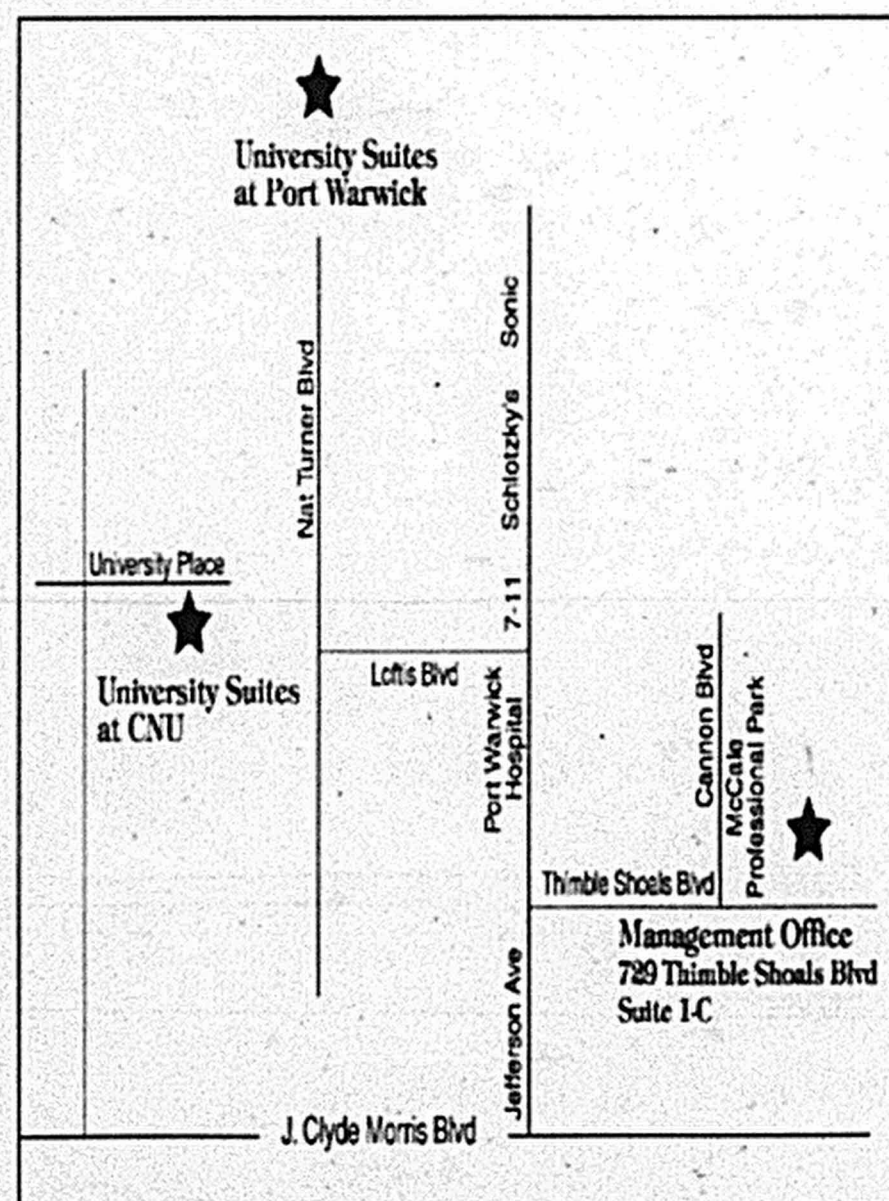 University Suites
at Port Warwick
Sonic
Schlotzky's
7-11
Nat Turner Blvd
University Place
University Suites
at CNU
Loftis Blvd
Port Warwick
Hospital
Cannon Blvd
McCale
Professional Park
Thimble Shoals Blvd
Management Office
729 Thimble Shoals Blvd
Suite 1-C
Jefferson Ave
J. Clyde Morris Blvd